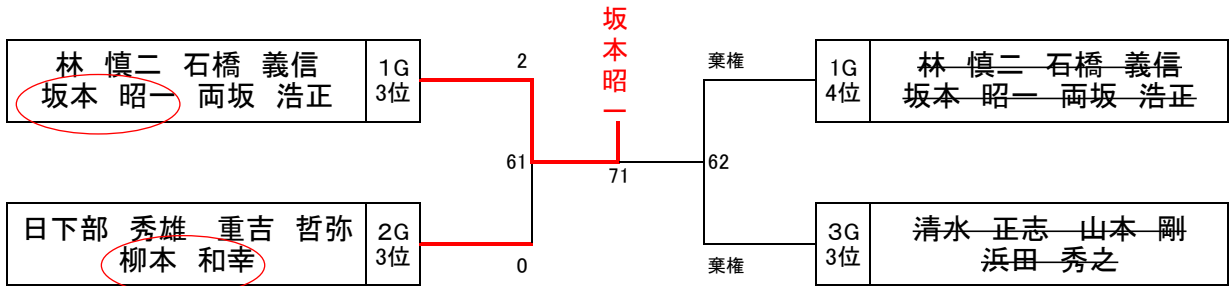 坂本昭一
林 慎二 石橋 義信
坂本 昭一 両坂 浩正
1G
3位
2
棄権
1G
4位
林 慎二 石橋 義信
坂本 昭一 両坂 浩正
61
71
62
日下部 秀雄 重吉 哲弥
柳本 和幸
2G
3位
0
棄権
3G
3位
清水 正志 山本 剛
浜田 秀之